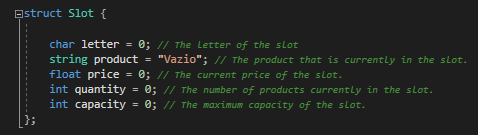 struct Slot {
char letter = 0; // The letter of the slot
string product = "Vazio"; // The product that is currently in the slot.
float price = 0; // The current price of the slot.
int quantity = 0; // The number of products currently in the slot.
int capacity = 0; // The maximum capacity of the slot.
};